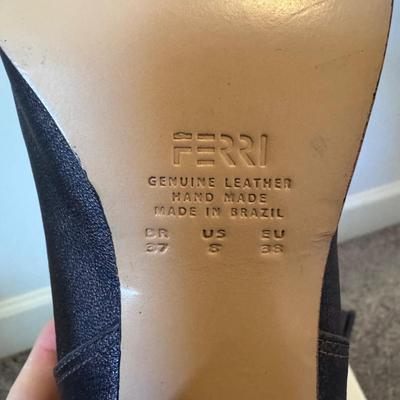 FERRI
GENUINE LEATHER
HAND MADE
MADE IN BRAZIL
BR US EU
37 8 38